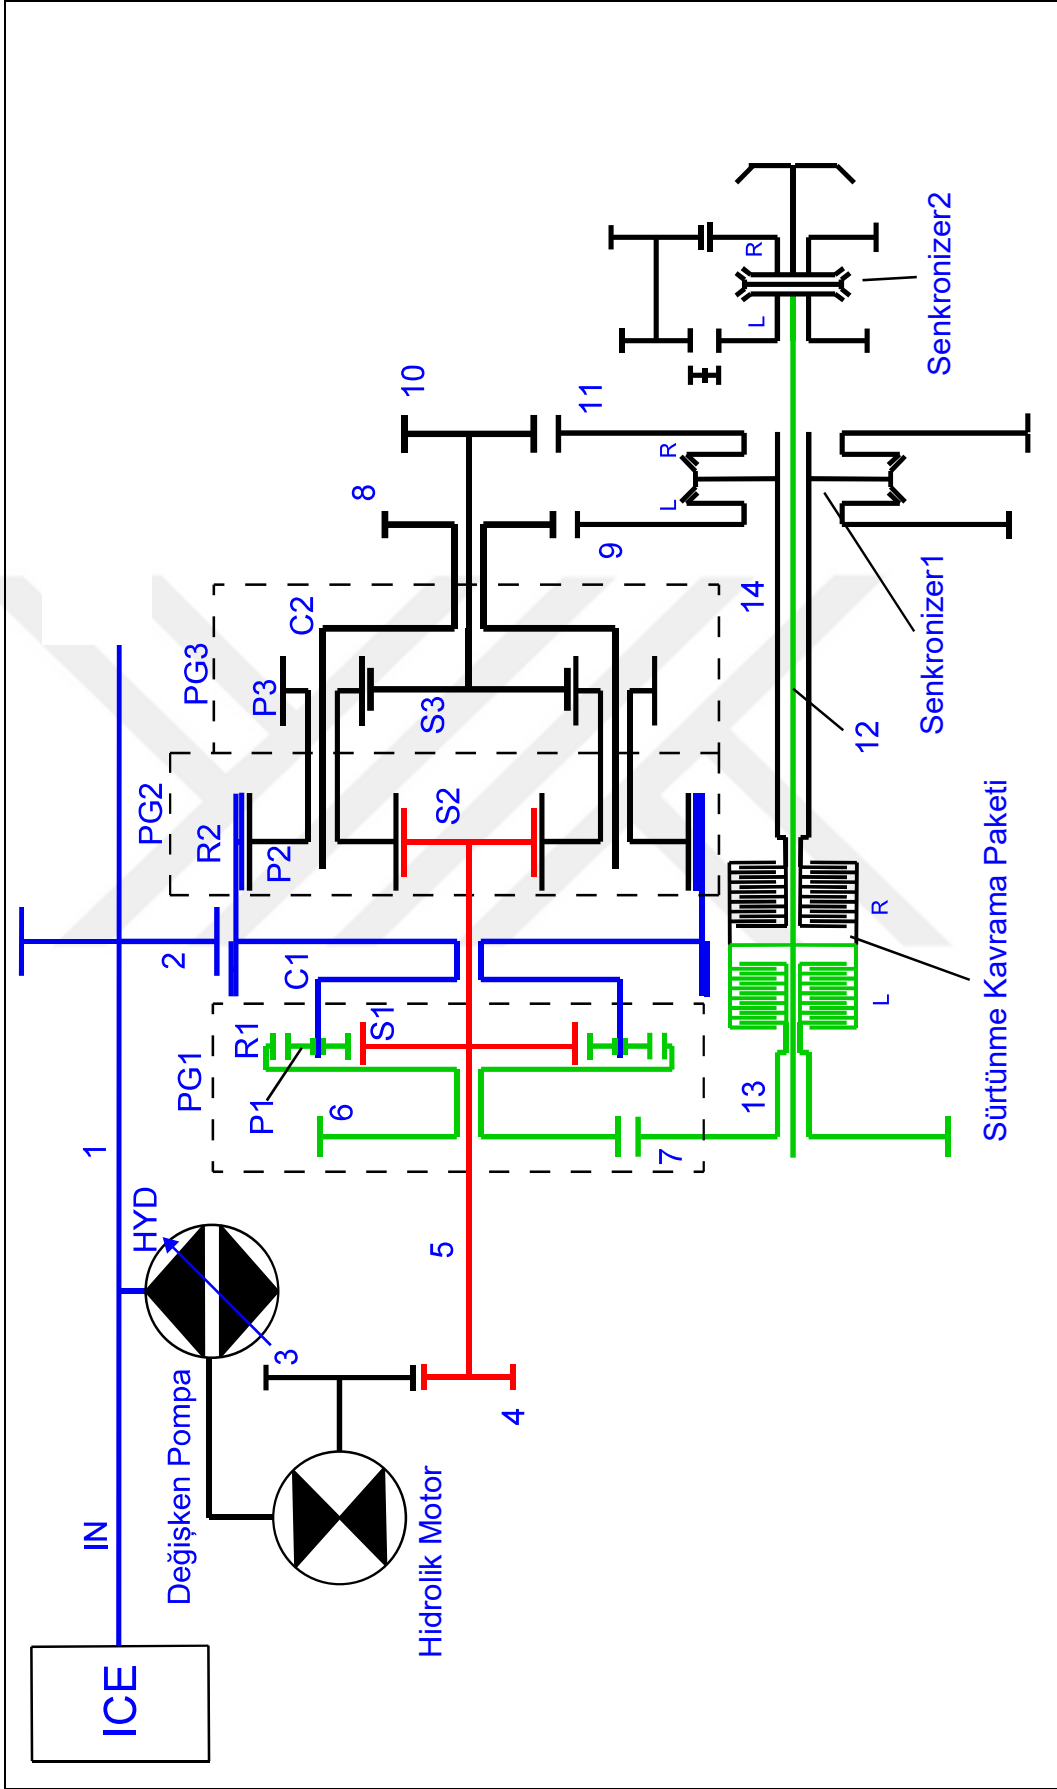 ICE
IN
1
2
HYD
Değişken Pompa
3
Hidrolik Motor
4
5
PG1
R1
P1
S1
C1
6
7
PG2
R2
P2
S2
PG3
P3
C2
S3
8
10
9
11
L
R
13
12
14
L
R
Sürtünme Kavrama Paketi
Senkronizer1
L
R
Senkronizer2